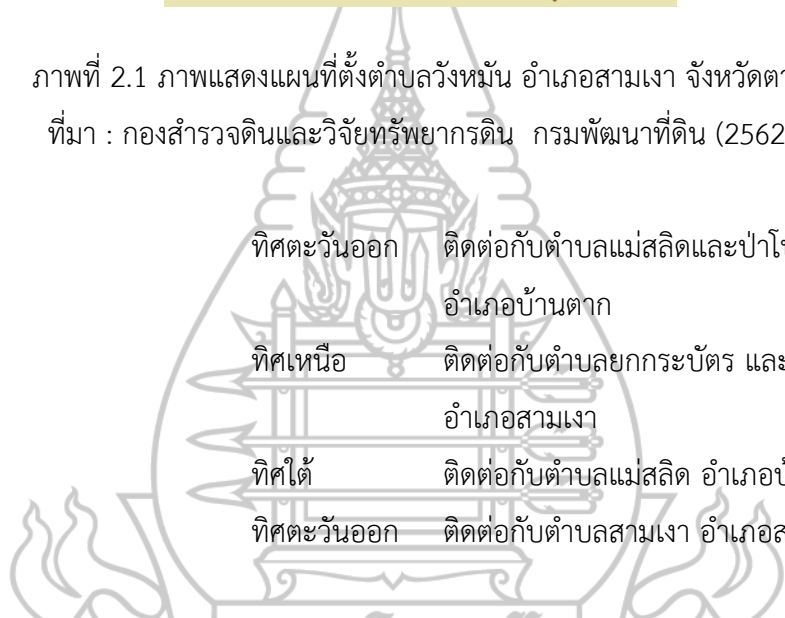 ภาพที่ 2.1 ภาพแสดงแผนที่ตั้งตำบลวังหมัน อำเภอสามเงา จังหวัดตา
ที่มา : กองสำรวจดินและวิจัยทรัพยากรดิน กรมพัฒนาที่ดิน (2562
ทิศตะวันออก ติดต่อกับตำบลแม่สลิดและป่าโ
อำเภอบ้านตาก
ทิศเหนือ ติดต่อกับตำบลยกกระบัตร และ
อำเภอสามเงา
ทิศใต้ ติดต่อกับตำบลแม่สลิด อำเภอบ้
ทิศตะวันออก ติดต่อกับตำบลสามเงา อำเภอส